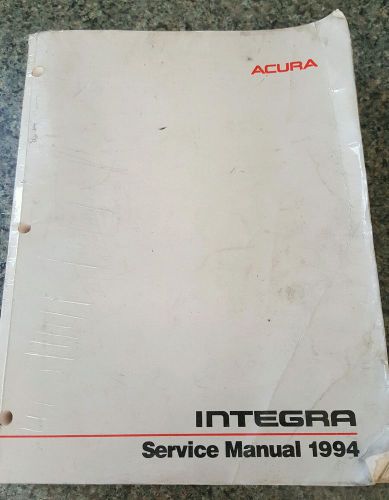 ACURA
INTEGRA
Service Manual 1994